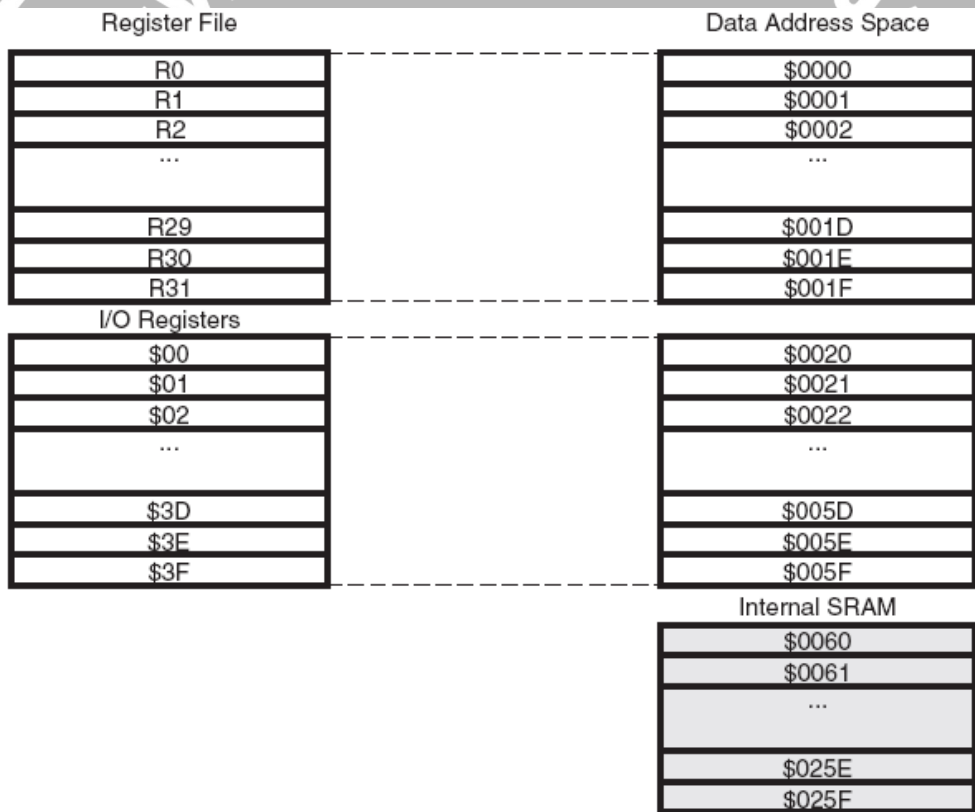 Register File
R0
R1
R2
...
R29
R30
R31
I/O Registers
$00
$01
$02
...
$3D
$3E
$3F
Data Address Space
$0000
$0001
$0002
...
$001D
$001E
$001F
$0020
$0021
$0022
...
$005D
$005E
$005F
Internal SRAM
$0060
$0061
...
$025E
$025F